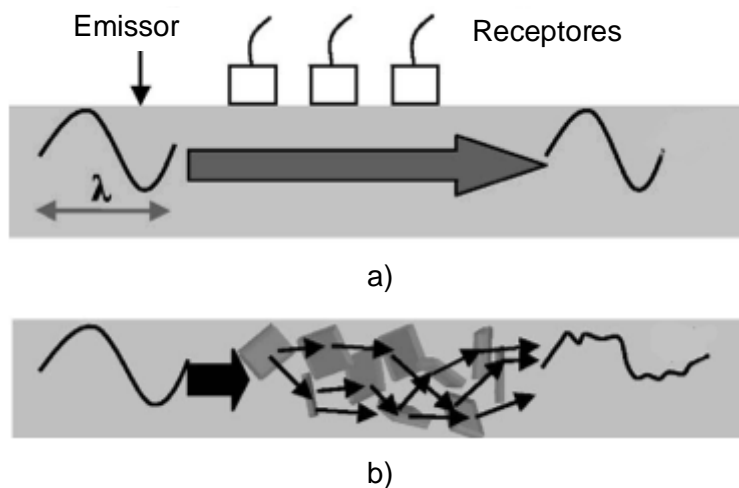 Emissor
Receptores
λ
a)
b)